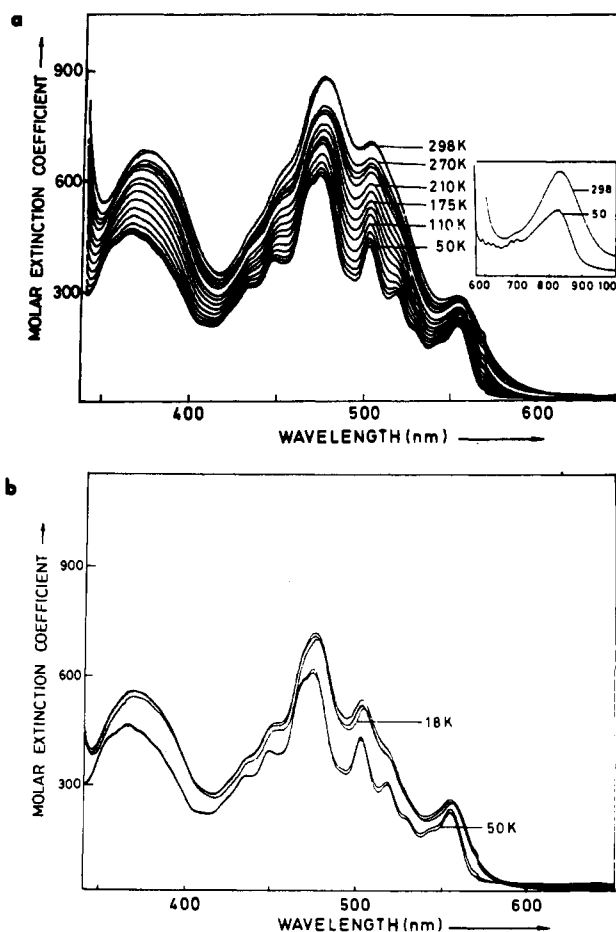 a
MOLAR EXTINCTION COEFFICIENT
900
600
300
298K
270K
210K
175K
110K
50K
298
50
600 700 800 900 100
400 500 600
WAVELENGTH (nm)
b
MOLAR EXTINCTION COEFFICIENT
900
600
300
18K
50K
400 500 600
WAVELENGTH (nm)